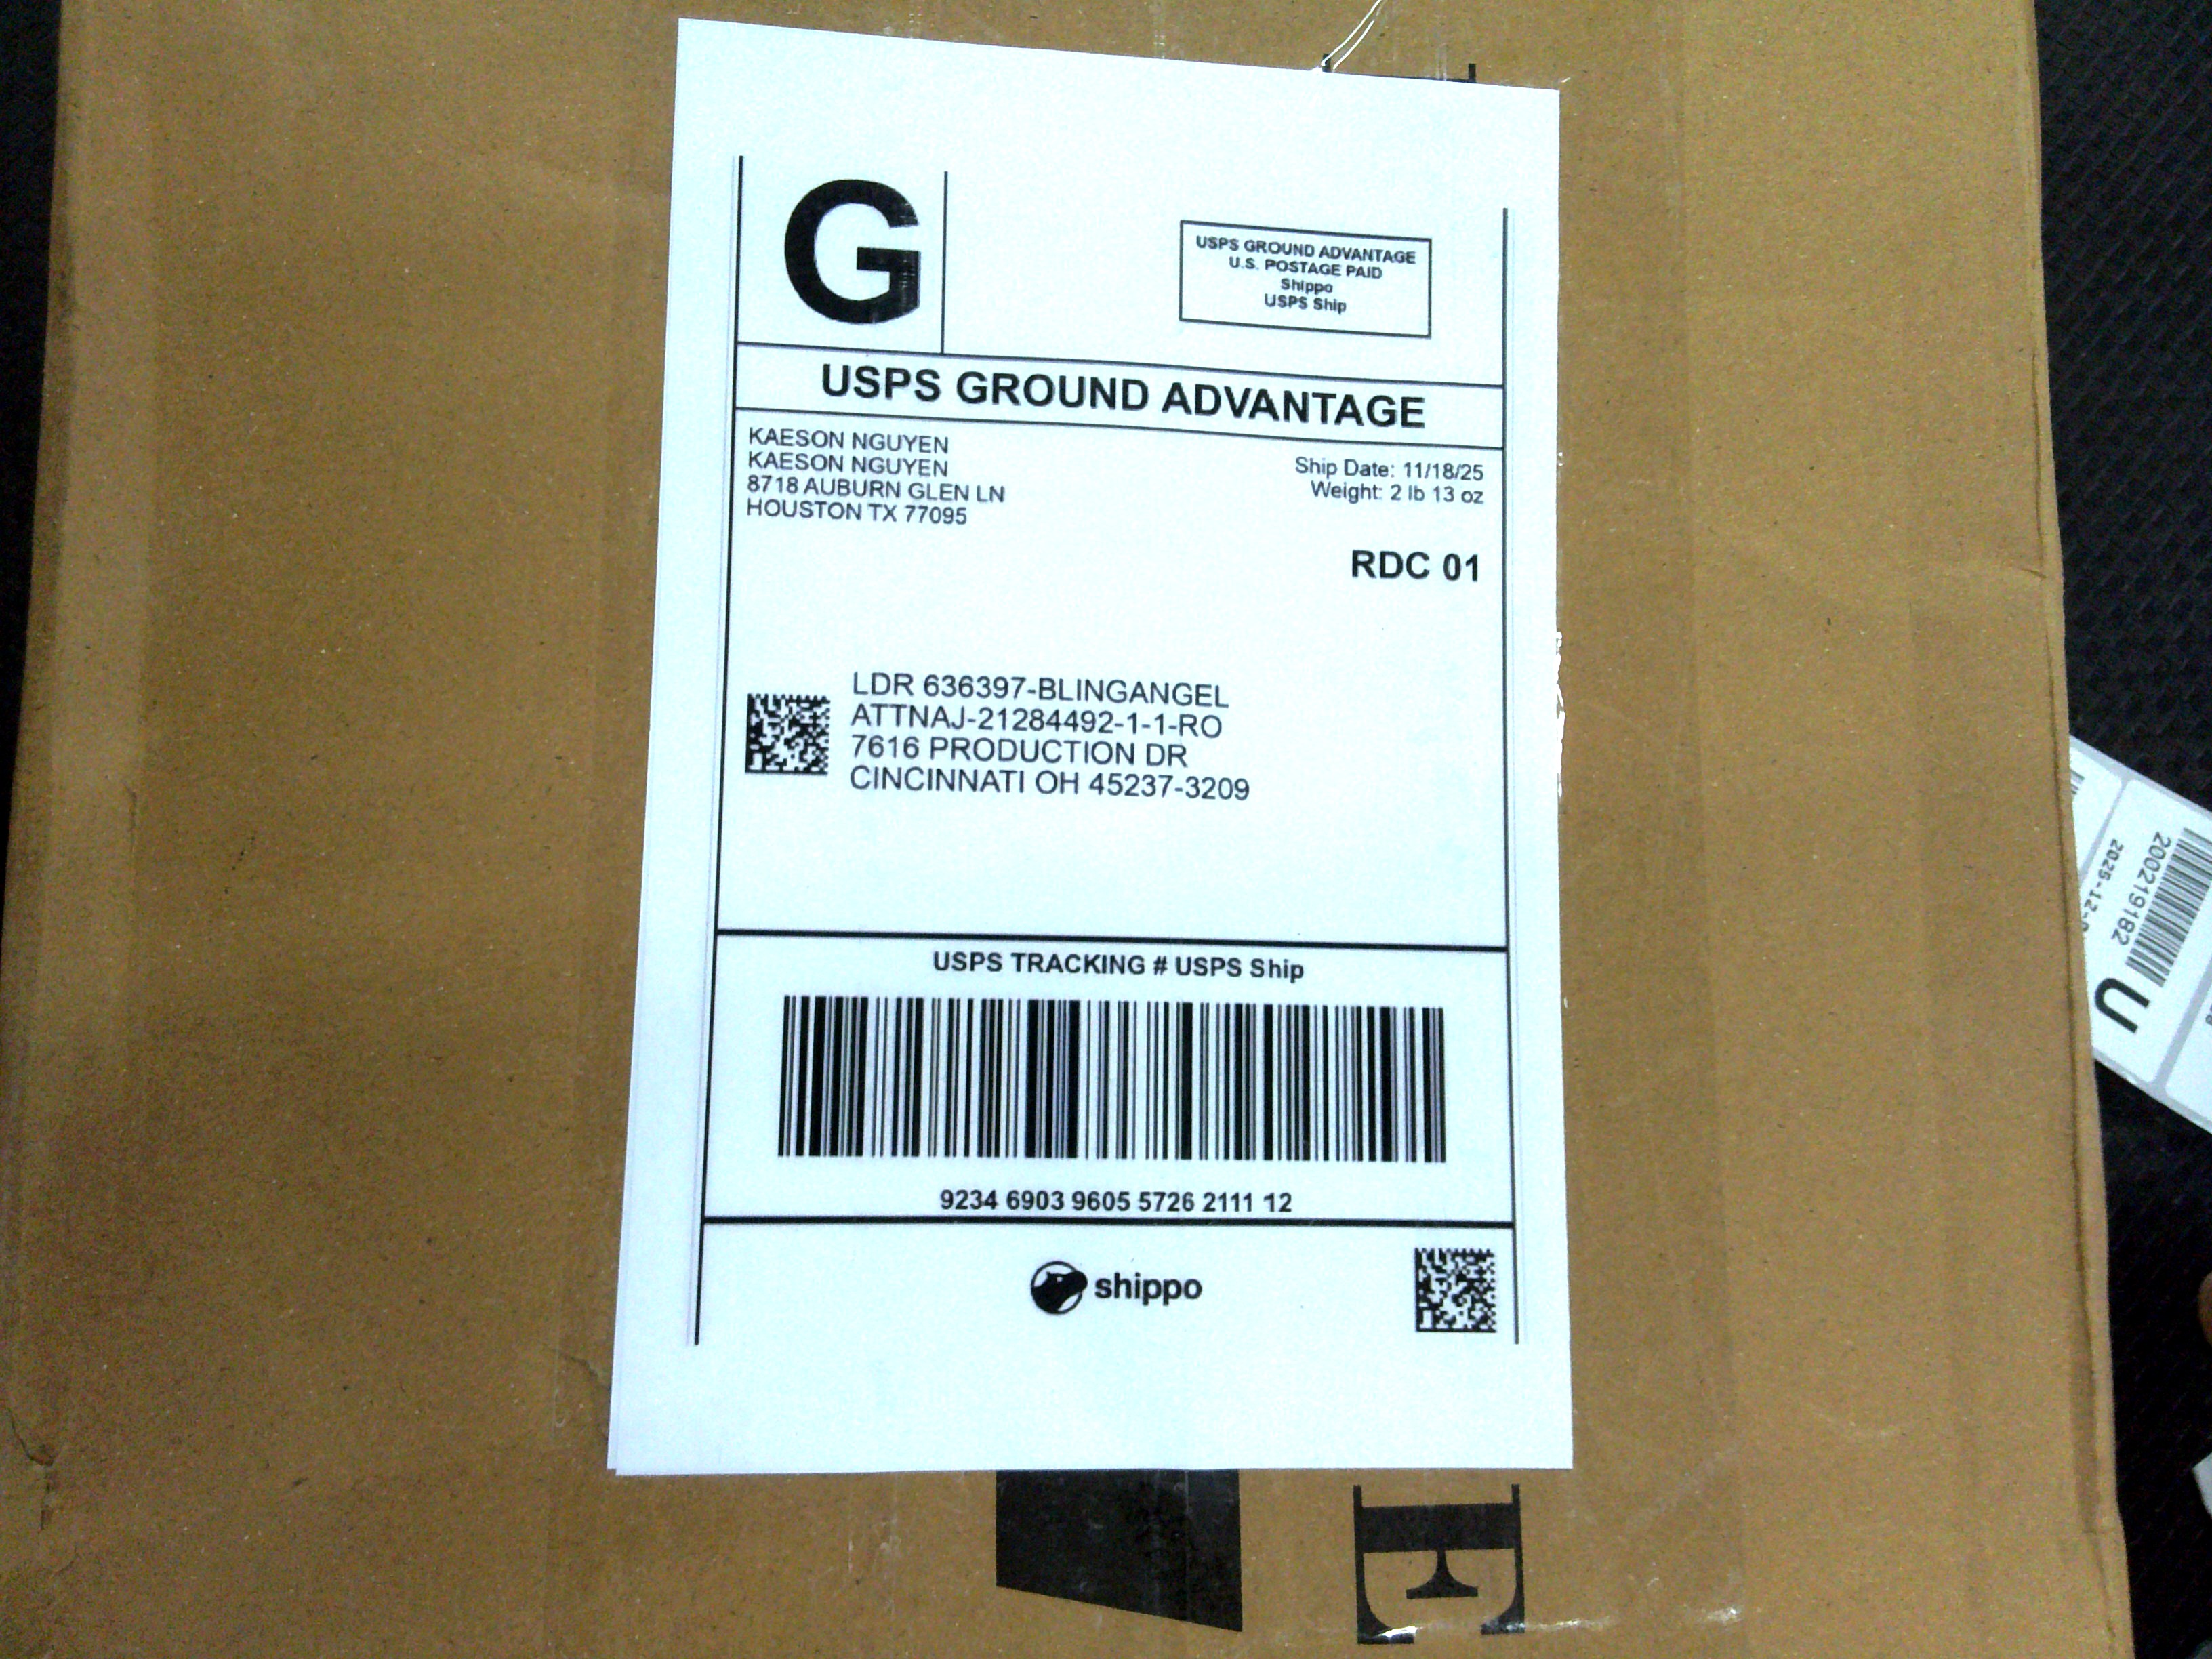 G
USPS GROUND ADVANTAGE
U.S. POSTAGE PAID
Shippo
USPS Ship
USPS GROUND ADVANTAGE
KAESON NGUYEN
KAESON NGUYEN
8718 AUBURN GLEN LN
HOUSTON TX 77095
Ship Date: 11/18/25
Weight: 2 lb 13 oz
RDC 01
LDR 636397-BLINGANGEL
ATTNAJ-21284492-1-1-RO
7616 PRODUCTION DR
CINCINNATI OH 45237-3209
USPS TRACKING # USPS Ship
9234 6903 9605 5726 2111 12
shippo
E
200219182
2025-12-
U